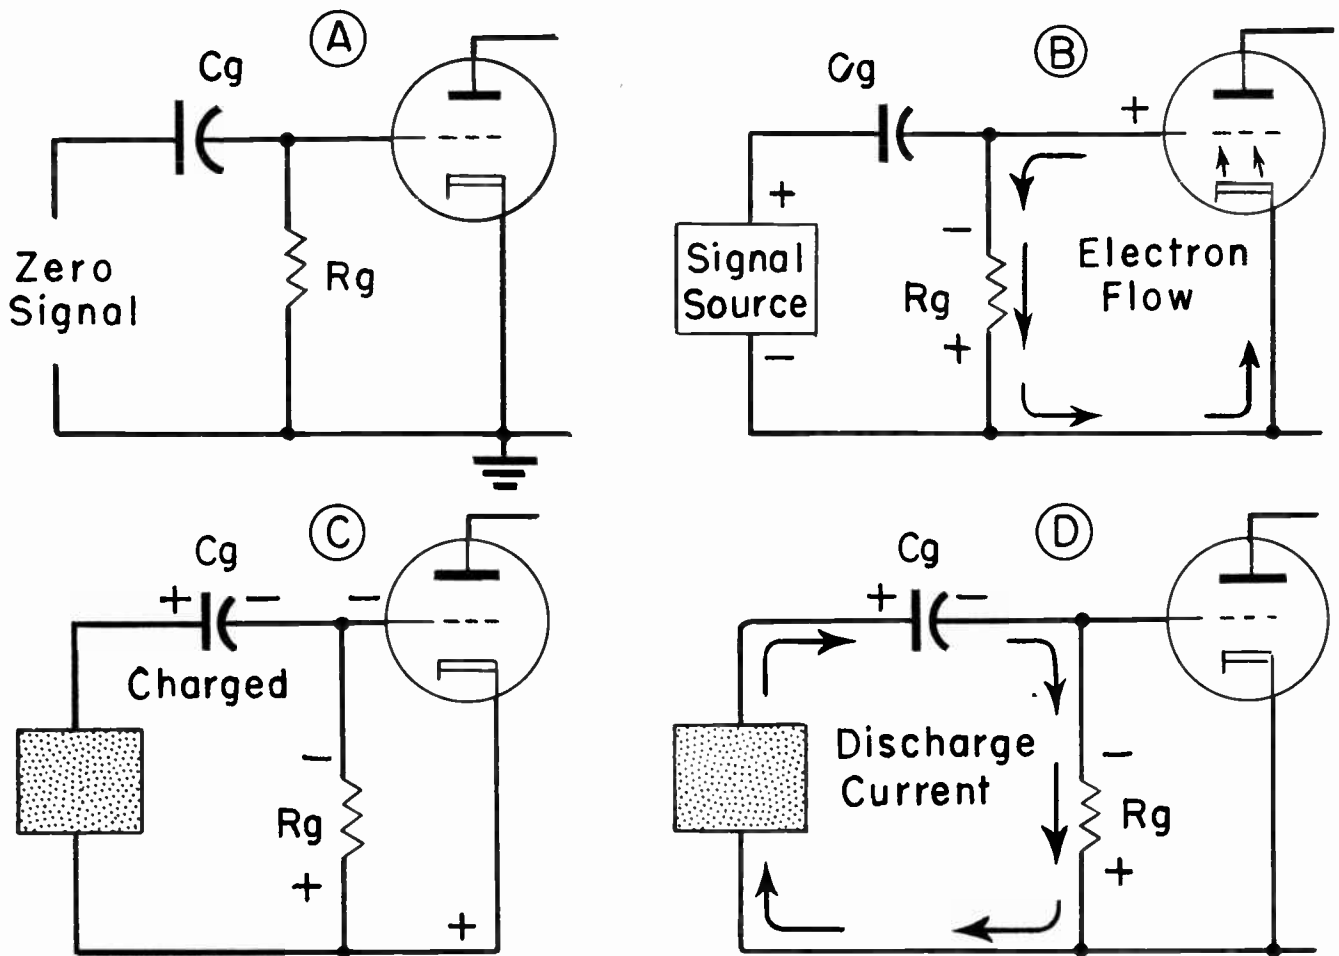 A
Cg
Zero
Signal
Rg
B
Cg
+
+
Signal
Source
−
−
Rg
+
Electron
Flow
C
Cg
+
−
−
Charged
−
Rg
+
+
D
Cg
+
−
Discharge
Current
−
Rg
+